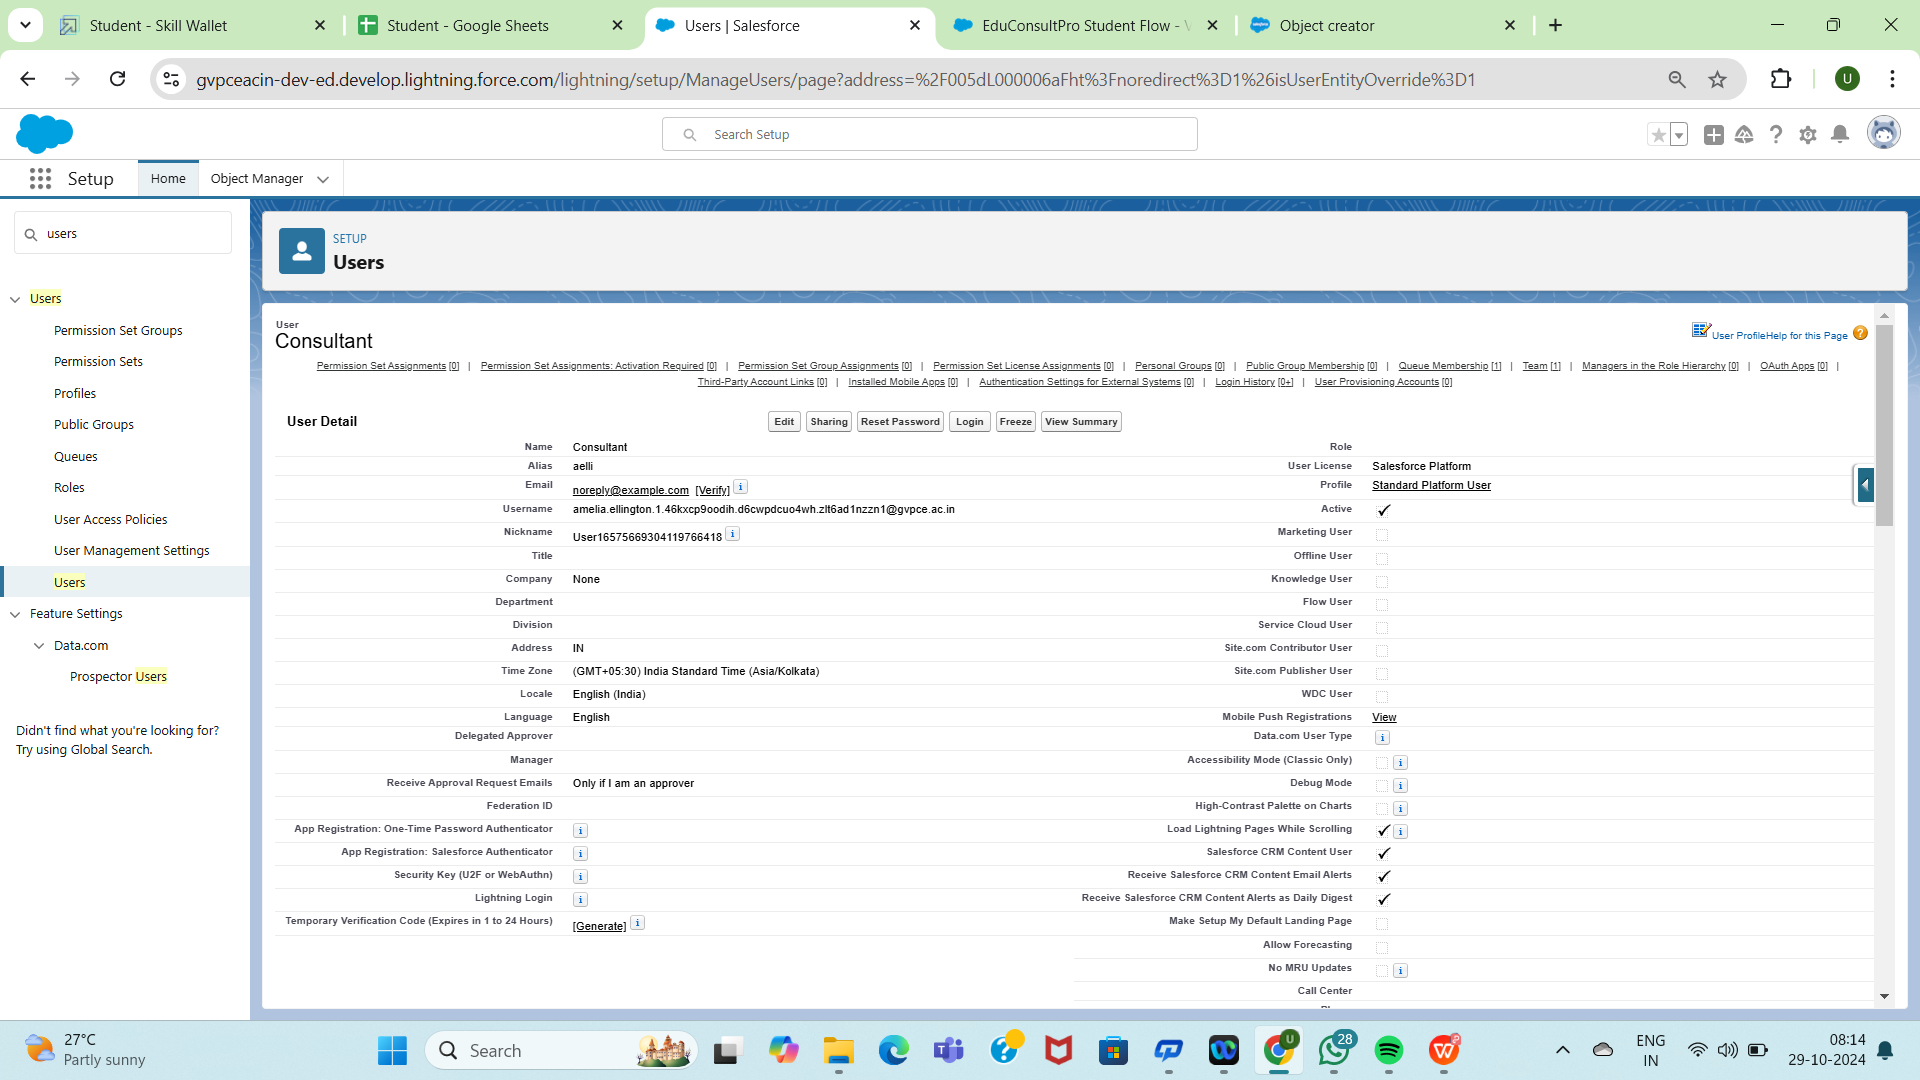 Student - Skill Wallet
Student - Google Sheets
Users | Salesforce
EduConsultPro Student Flow - V
Object creator
gvpceacin-dev-ed.develop.lightning.force.com/lightning/setup/ManageUsers/page?address=%2F005dL000006aFht%3Fnoredirect%3D1%26isUserEntityOverride%3D1
U
Search Setup
Setup
Home
Object Manager
users
Users
Permission Set Groups
Permission Sets
Profiles
Public Groups
Queues
Roles
User Access Policies
User Management Settings
Users
Feature Settings
Data.com
Prospector Users
Didn't find what you're looking for?
Try using Global Search.
SETUP
Users
User
Consultant
User Profile Help for this Page
Permission Set Assignments [0] | Permission Set Assignments: Activation Required [0] | Permission Set Group Assignments [0] | Permission Set License Assignments [0] | Personal Groups [0] | Public Group Membership [0] | Queue Membership [1] | Team [1] | Managers in the Role Hierarchy [0] | OAuth Apps [0] |
Third-Party Account Links [0] | Installed Mobile Apps [0] | Authentication Settings for External Systems [0] | Login History [0+] | User Provisioning Accounts [0]
User Detail
Edit Sharing Reset Password Login Freeze View Summary
Name Consultant
Role
Alias aelli
User License Salesforce Platform
Email noreply@example.com [Verify] i
Profile Standard Platform User
Username amelia.ellington.1.46kxcp9oodih.d6cwpdcuo4wh.zlt6ad1nzzn1@gvpce.ac.in
Active
Nickname User16575669304119766418 i
Marketing User
Title
Offline User
Company None
Knowledge User
Department
Flow User
Division
Service Cloud User
Address IN
Site.com Contributor User
Time Zone (GMT+05:30) India Standard Time (Asia/Kolkata)
Site.com Publisher User
Locale English (India)
WDC User
Language English
Mobile Push Registrations View
Delegated Approver
Data.com User Type i
Manager
Accessibility Mode (Classic Only) i
Receive Approval Request Emails Only if I am an approver
Debug Mode i
Federation ID
High-Contrast Palette on Charts i
App Registration: One-Time Password Authenticator i
Load Lightning Pages While Scrolling i
App Registration: Salesforce Authenticator i
Salesforce CRM Content User
Security Key (U2F or WebAuthn) i
Receive Salesforce CRM Content Email Alerts
Lightning Login i
Receive Salesforce CRM Content Alerts as Daily Digest
Temporary Verification Code (Expires in 1 to 24 Hours) [Generate] i
Make Setup My Default Landing Page
Allow Forecasting
No MRU Updates i
Call Center
27°C
Partly sunny
Search
28
ENG
IN
08:14
29-10-2024